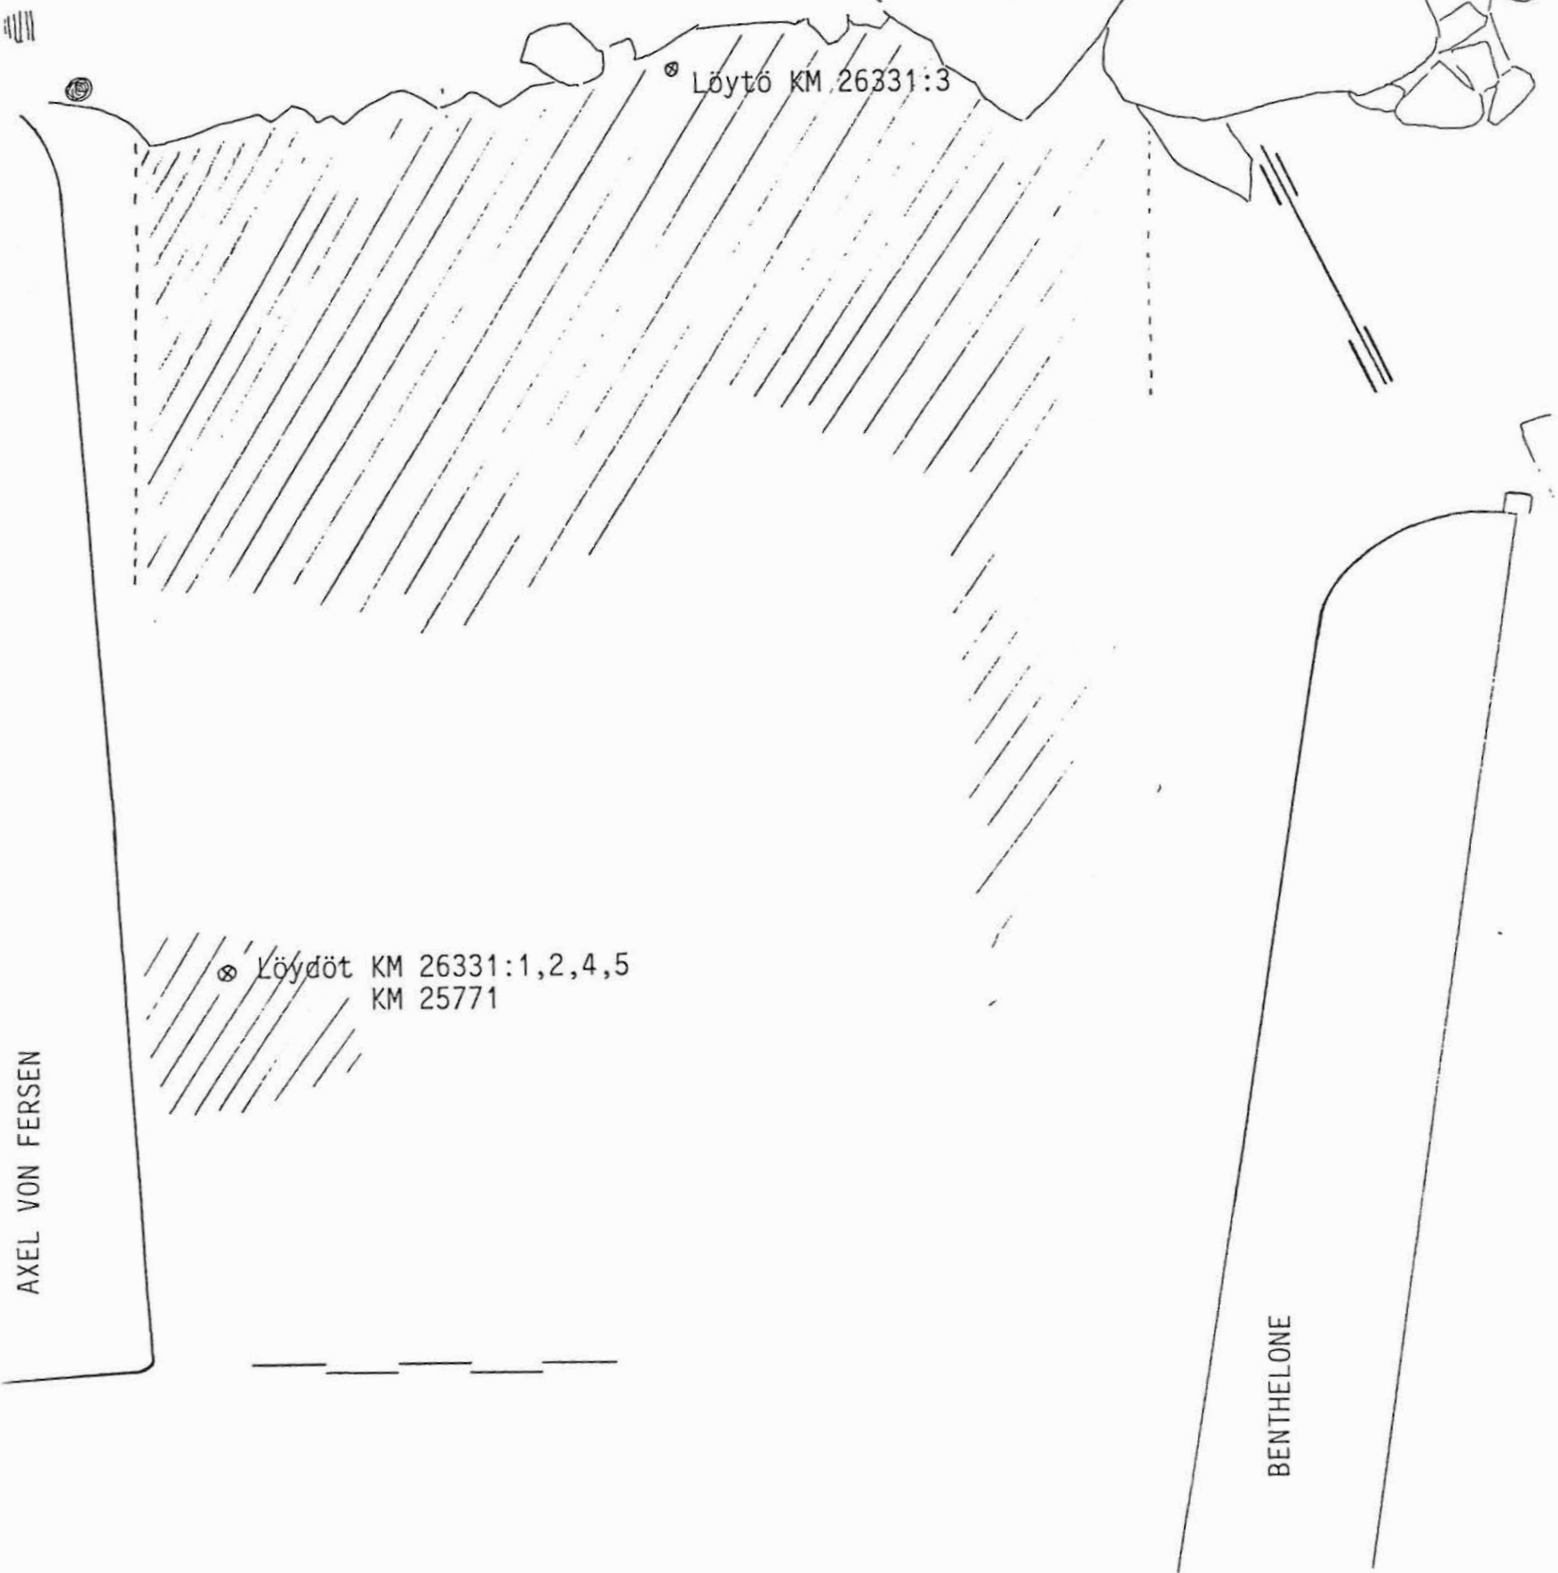 Löytö KM 26331:3
Löydöt KM 26331:1,2,4,5
KM 25771
AXEL VON FERSEN
BENTHELONE